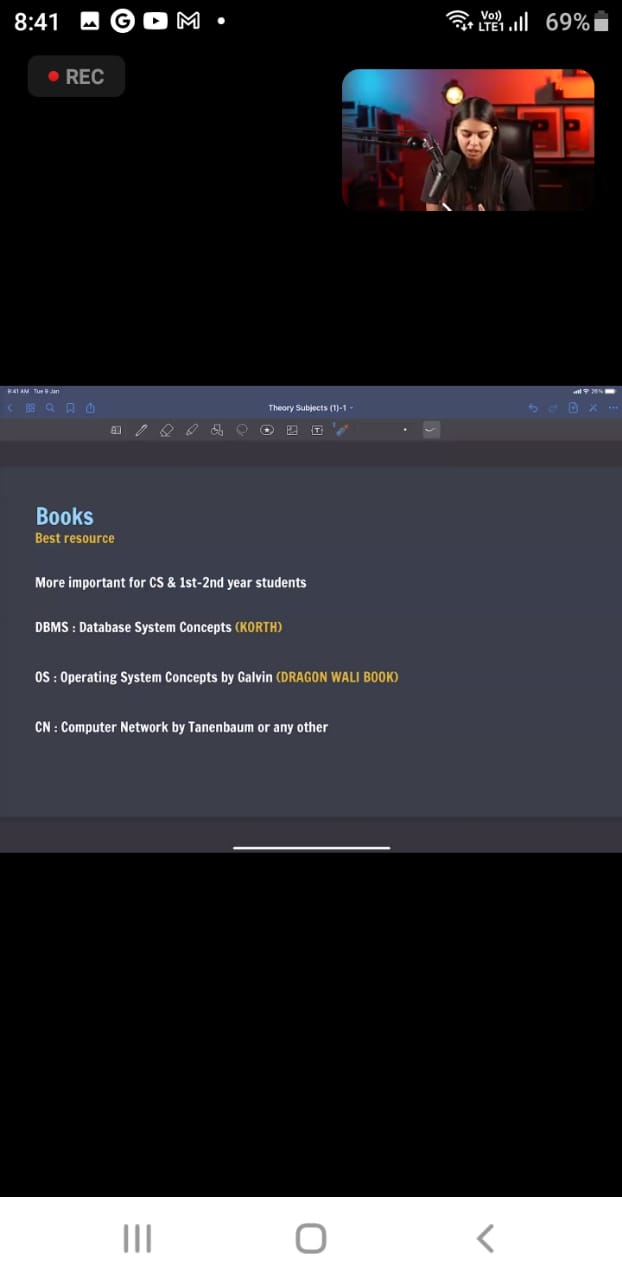 8:41
Vo))
LTE1
69%
REC
9:41 AM Tue 9 Jan
26%
Theory Subjects (1)-1
Books
Best resource
More important for CS & 1st-2nd year students
DBMS : Database System Concepts (KORTH)
OS : Operating System Concepts by Galvin (DRAGON WALI BOOK)
CN : Computer Network by Tanenbaum or any other